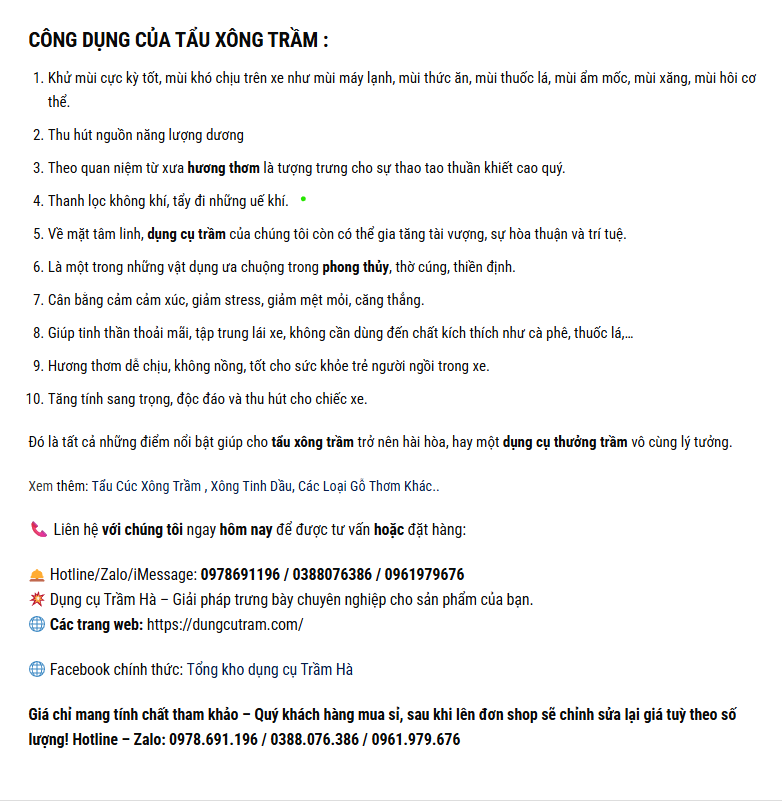 CÔNG DỤNG CỦA TẨU XÔNG TRẦM :
1. Khử mùi cực kỳ tốt, mùi khó chịu trên xe như mùi máy lạnh, mùi thức ăn, mùi thuốc lá, mùi ẩm mốc, mùi xăng, mùi hôi cơ
thể.
2. Thu hút nguồn năng lượng dương
3. Theo quan niệm từ xưa hương thơm là tượng trưng cho sự thao tao thuần khiết cao quý.
4. Thanh lọc không khí, tẩy đi những uế khí.
5. Về mặt tâm linh, dụng cụ trầm của chúng tôi còn có thể gia tăng tài vượng, sự hòa thuận và trí tuệ.
6. Là một trong những vật dụng ưa chuộng trong phong thủy, thờ cúng, thiền định.
7. Cân bằng cảm cảm xúc, giảm stress, giảm mệt mỏi, căng thẳng.
8. Giúp tinh thần thoải mãi, tập trung lái xe, không cần dùng đến chất kích thích như cà phê, thuốc lá,…
9. Hương thơm dễ chịu, không nồng, tốt cho sức khỏe trẻ người ngồi trong xe.
10. Tăng tính sang trọng, độc đáo và thu hút cho chiếc xe.
Đó là tất cả những điểm nổi bật giúp cho tẩu xông trầm trở nên hài hòa, hay một dụng cụ thưởng trầm vô cùng lý tưởng.
Xem thêm: Tẩu Cúc Xông Trầm , Xông Tinh Dầu, Các Loại Gỗ Thơm Khác..
📞 Liên hệ với chúng tôi ngay hôm nay để được tư vấn hoặc đặt hàng:
🛎 Hotline/Zalo/iMessage: 0978691196 / 0388076386 / 0961979676
💥 Dụng cụ Trầm Hà – Giải pháp trưng bày chuyên nghiệp cho sản phẩm của bạn.
🌐 Các trang web: https://dungcutram.com/
🌐 Facebook chính thức: Tổng kho dụng cụ Trầm Hà
Giá chỉ mang tính chất tham khảo – Quý khách hàng mua sỉ, sau khi lên đơn shop sẽ chỉnh sửa lại giá tuỳ theo số
lượng! Hotline – Zalo: 0978.691.196 / 0388.076.386 / 0961.979.676